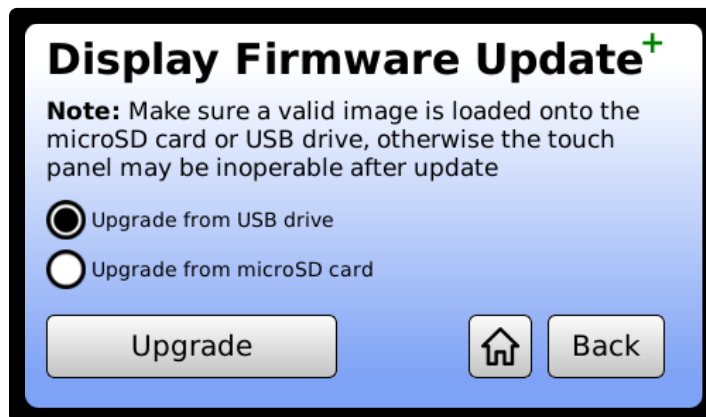 Display Firmware Update+
Note: Make sure a valid image is loaded onto the
microSD card or USB drive, otherwise the touch
panel may be inoperable after update
Upgrade from USB drive
Upgrade from microSD card
Upgrade Back